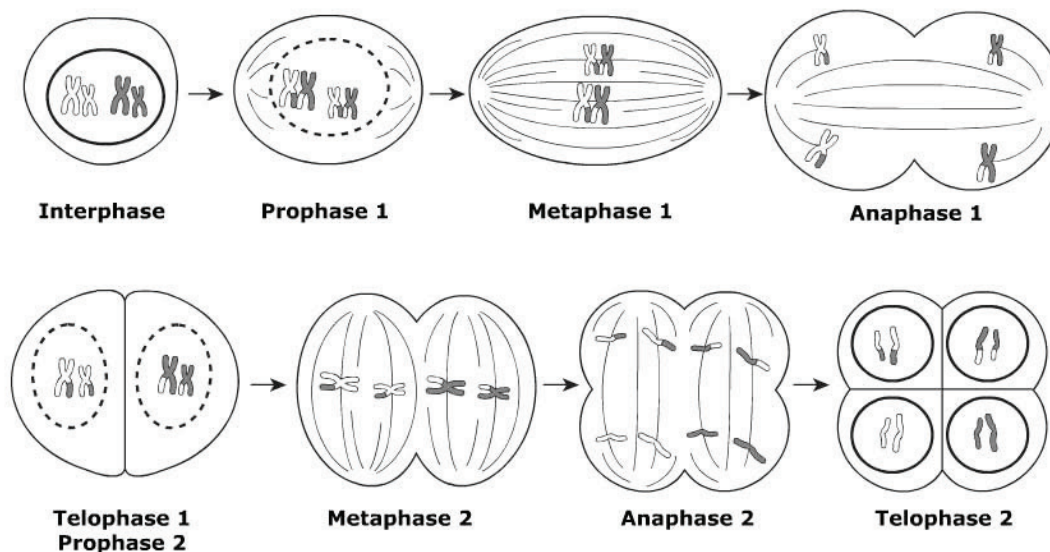 Interphase
Prophase 1
Metaphase 1
Anaphase 1
Telophase 1
Prophase 2
Metaphase 2
Anaphase 2
Telophase 2